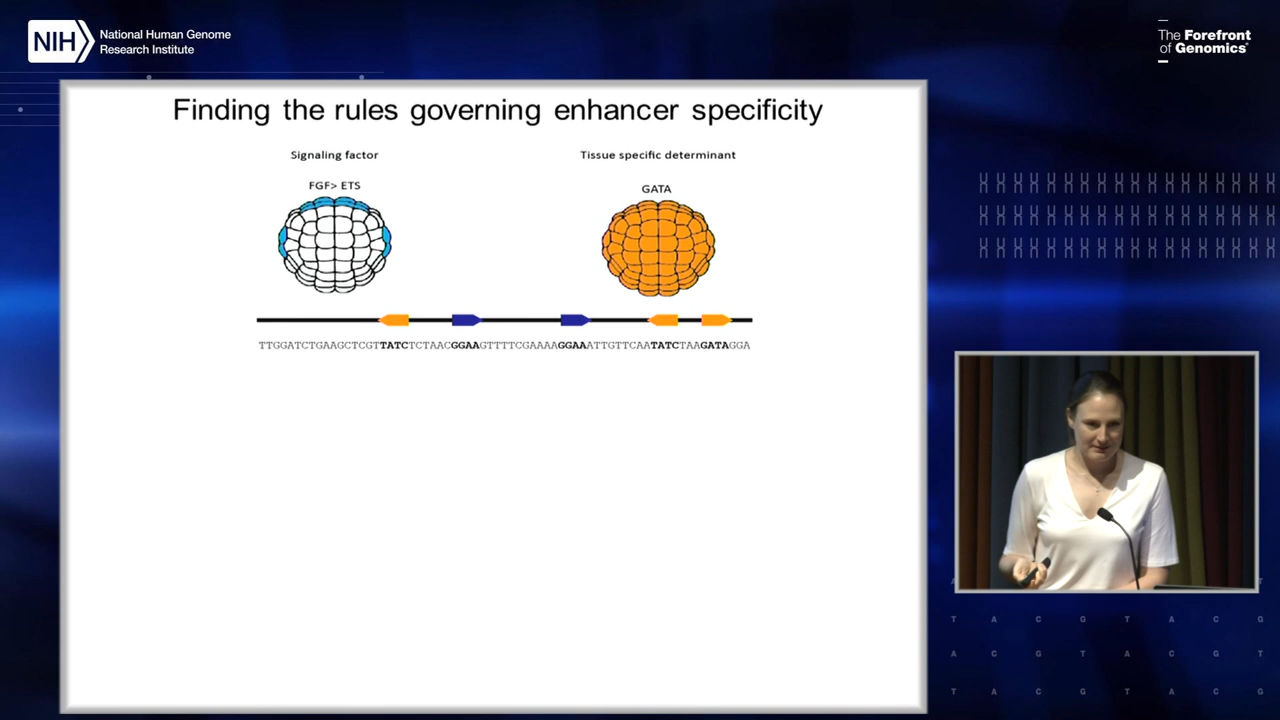 NIH
National Human Genome
Research Institute
The Forefront
of Genomics®
Finding the rules governing enhancer specificity
Signaling factor
Tissue specific determinant
FGF> ETS
GATA
TTGGATCTGAAGCTCGTTATCTCTAACGGAAGTTTTCGAAAAGGAAATTGTTCAATATCTAAGATAGGA
T A C G T A C G
A C G T A C G T
T A C G T A C G